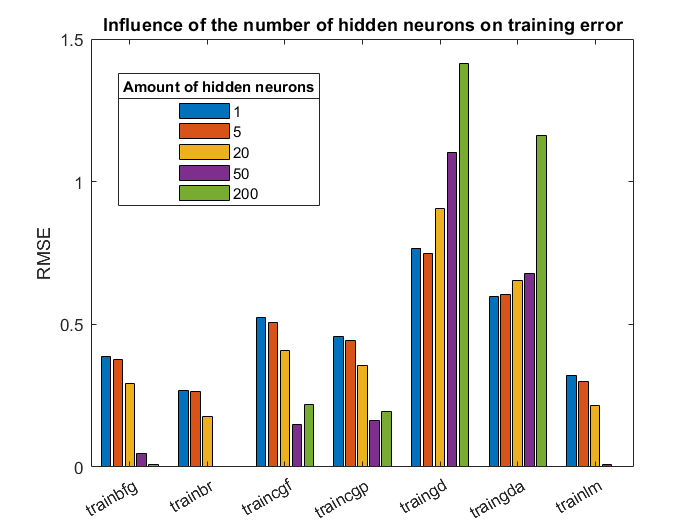 Influence of the number of hidden neurons on training error
1.5
Amount of hidden neurons
1
5
20
50
200
1
RMSE
0.5
0
trainbfg
trainbr
traincgf
traincgp
traingd
traingda
trainlm